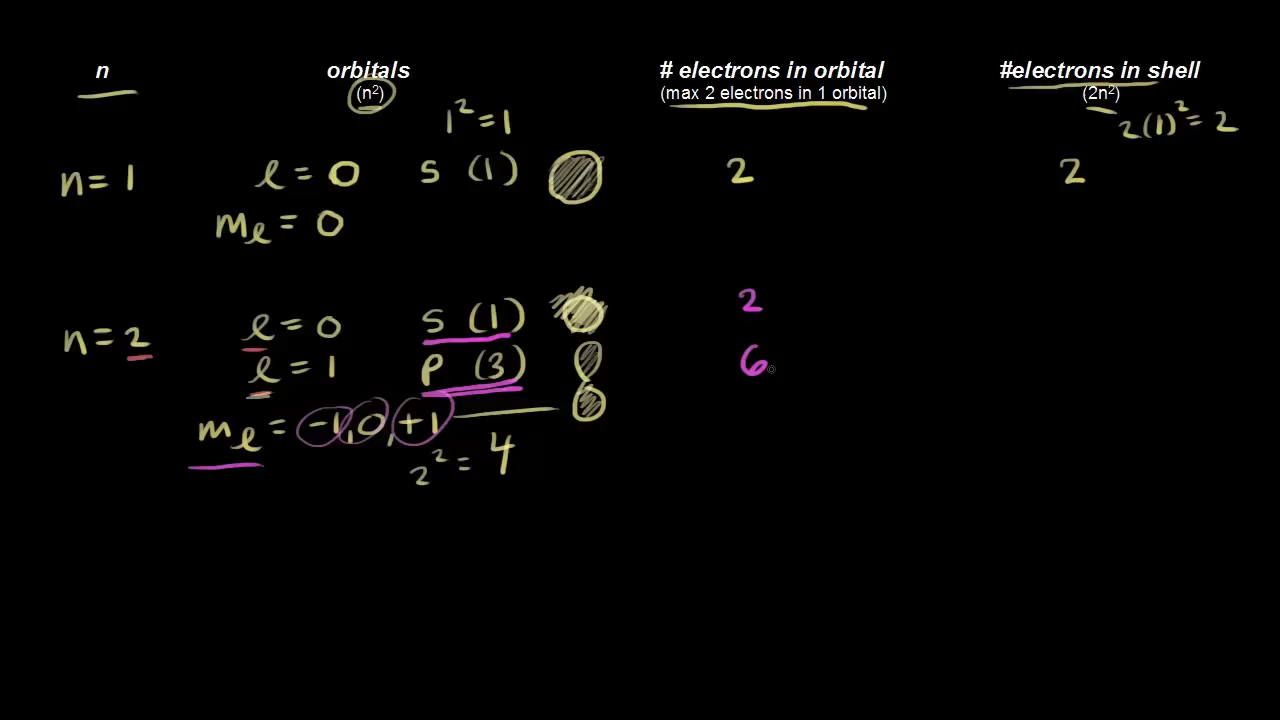 n orbitals # electrons in orbital #electrons in shell
(n²) (max 2 electrons in 1 orbital) (2n²)
1² = 1 2(1)² = 2
n = 1 l = 0 s (1) 2 2
mₗ = 0
n = 2 l = 0 s (1) 2
l = 1 p (3) 6
mₗ = -1, 0, +1
2² = 4